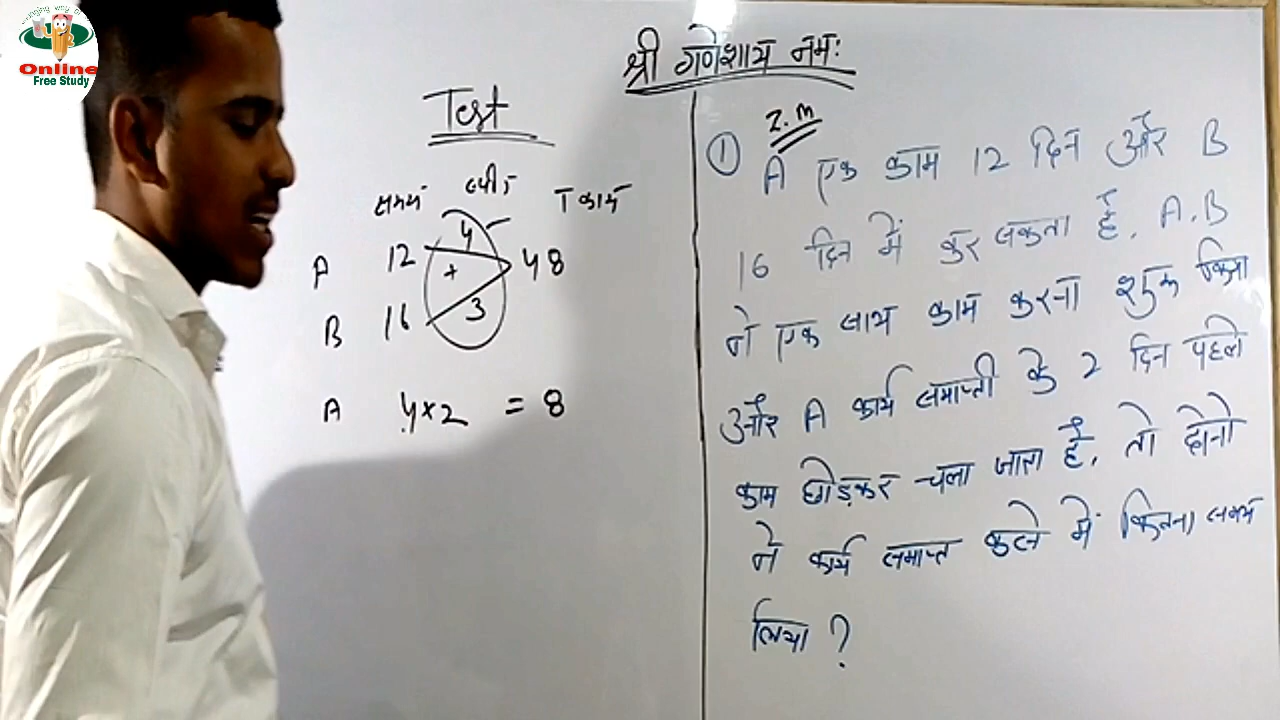 Online
Free Study
श्री गणेशाय नमः
Test
समय T कार्य
A 12 4 48
+
B 16 3
A 4×2 = 8
① I.m
A एक काम 12 दिन और B
16 दिन में कर सकता है, A.B
ने एक साथ काम करना शुरू किया
और A कार्य समाप्ती के 2 दिन पहले
काम छोड़कर चला जाता है, तो दोनो
ने कार्य समाप्त करने में कितना समय
लिया ?